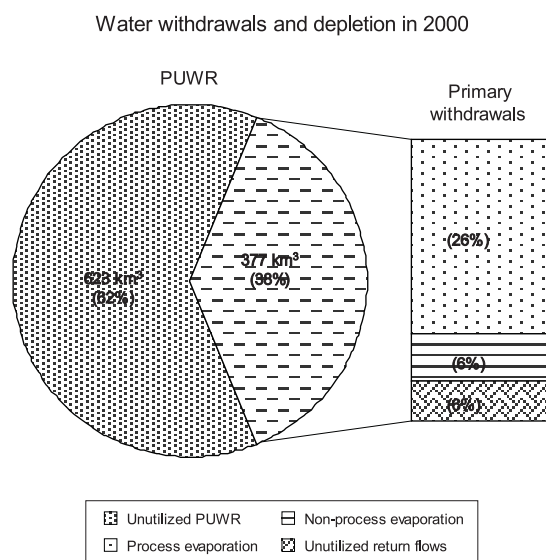 Water withdrawals and depletion in 2000
PUWR
Primary
withdrawals
623 km³
(62%)
377 km³
(38%)
(26%)
(6%)
(6%)
Unutilized PUWR
Non-process evaporation
Process evaporation
Unutilized return flows